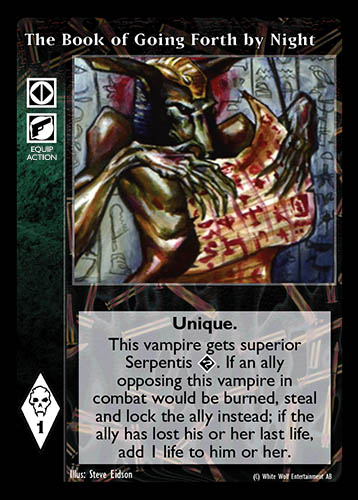 The Book of Going Forth by Night
EQUIP
ACTION
Unique.
This vampire gets superior
Serpentis . If an ally
opposing this vampire in
combat would be burned, steal
and lock the ally instead; if the
ally has lost his or her last life,
add 1 life to him or her.
1
Illus: Steve Eidson
(C) White Wolf Entertainment AB